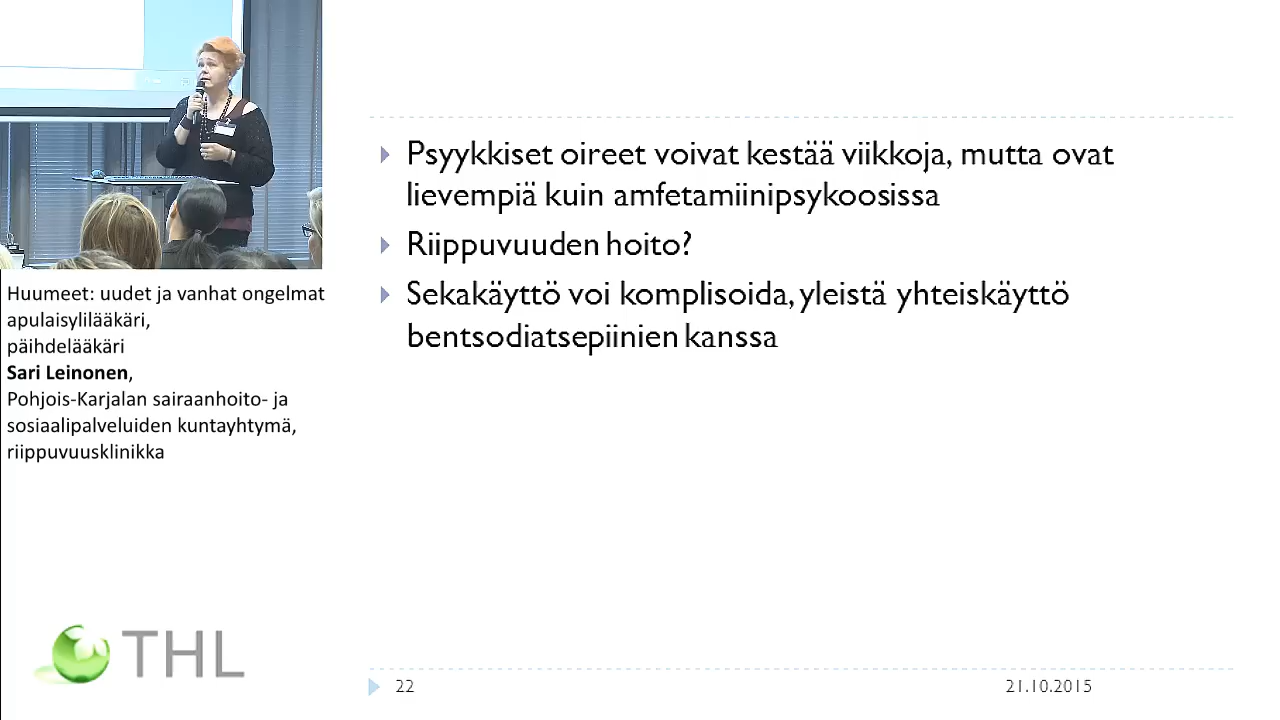 Huumeet: uudet ja vanhat ongelmat
apulaisylilääkäri,
päihdelääkäri
Sari Leinonen,
Pohjois-Karjalan sairaanhoito- ja
sosiaalipalveluiden kuntayhtymä,
riippuvuusklinikka
THL
Psyykkiset oireet voivat kestää viikkoja, mutta ovat
lievempiä kuin amfetamiinipsykoosissa
Riippuvuuden hoito?
Sekakäyttö voi komplisoida, yleistä yhteiskäyttö
bentsodiatsepiinien kanssa
22
21.10.2015